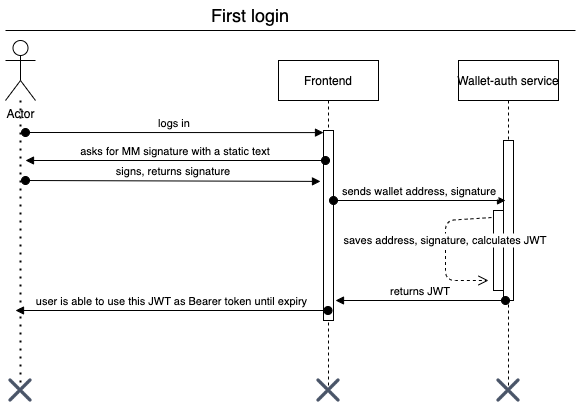 First login
Frontend
Wallet-auth service
Actor
logs in
asks for MM signature with a static text
signs, returns signature
sends wallet address, signature
saves address, signature, calculates JWT
returns JWT
user is able to use this JWT as Bearer token until expiry